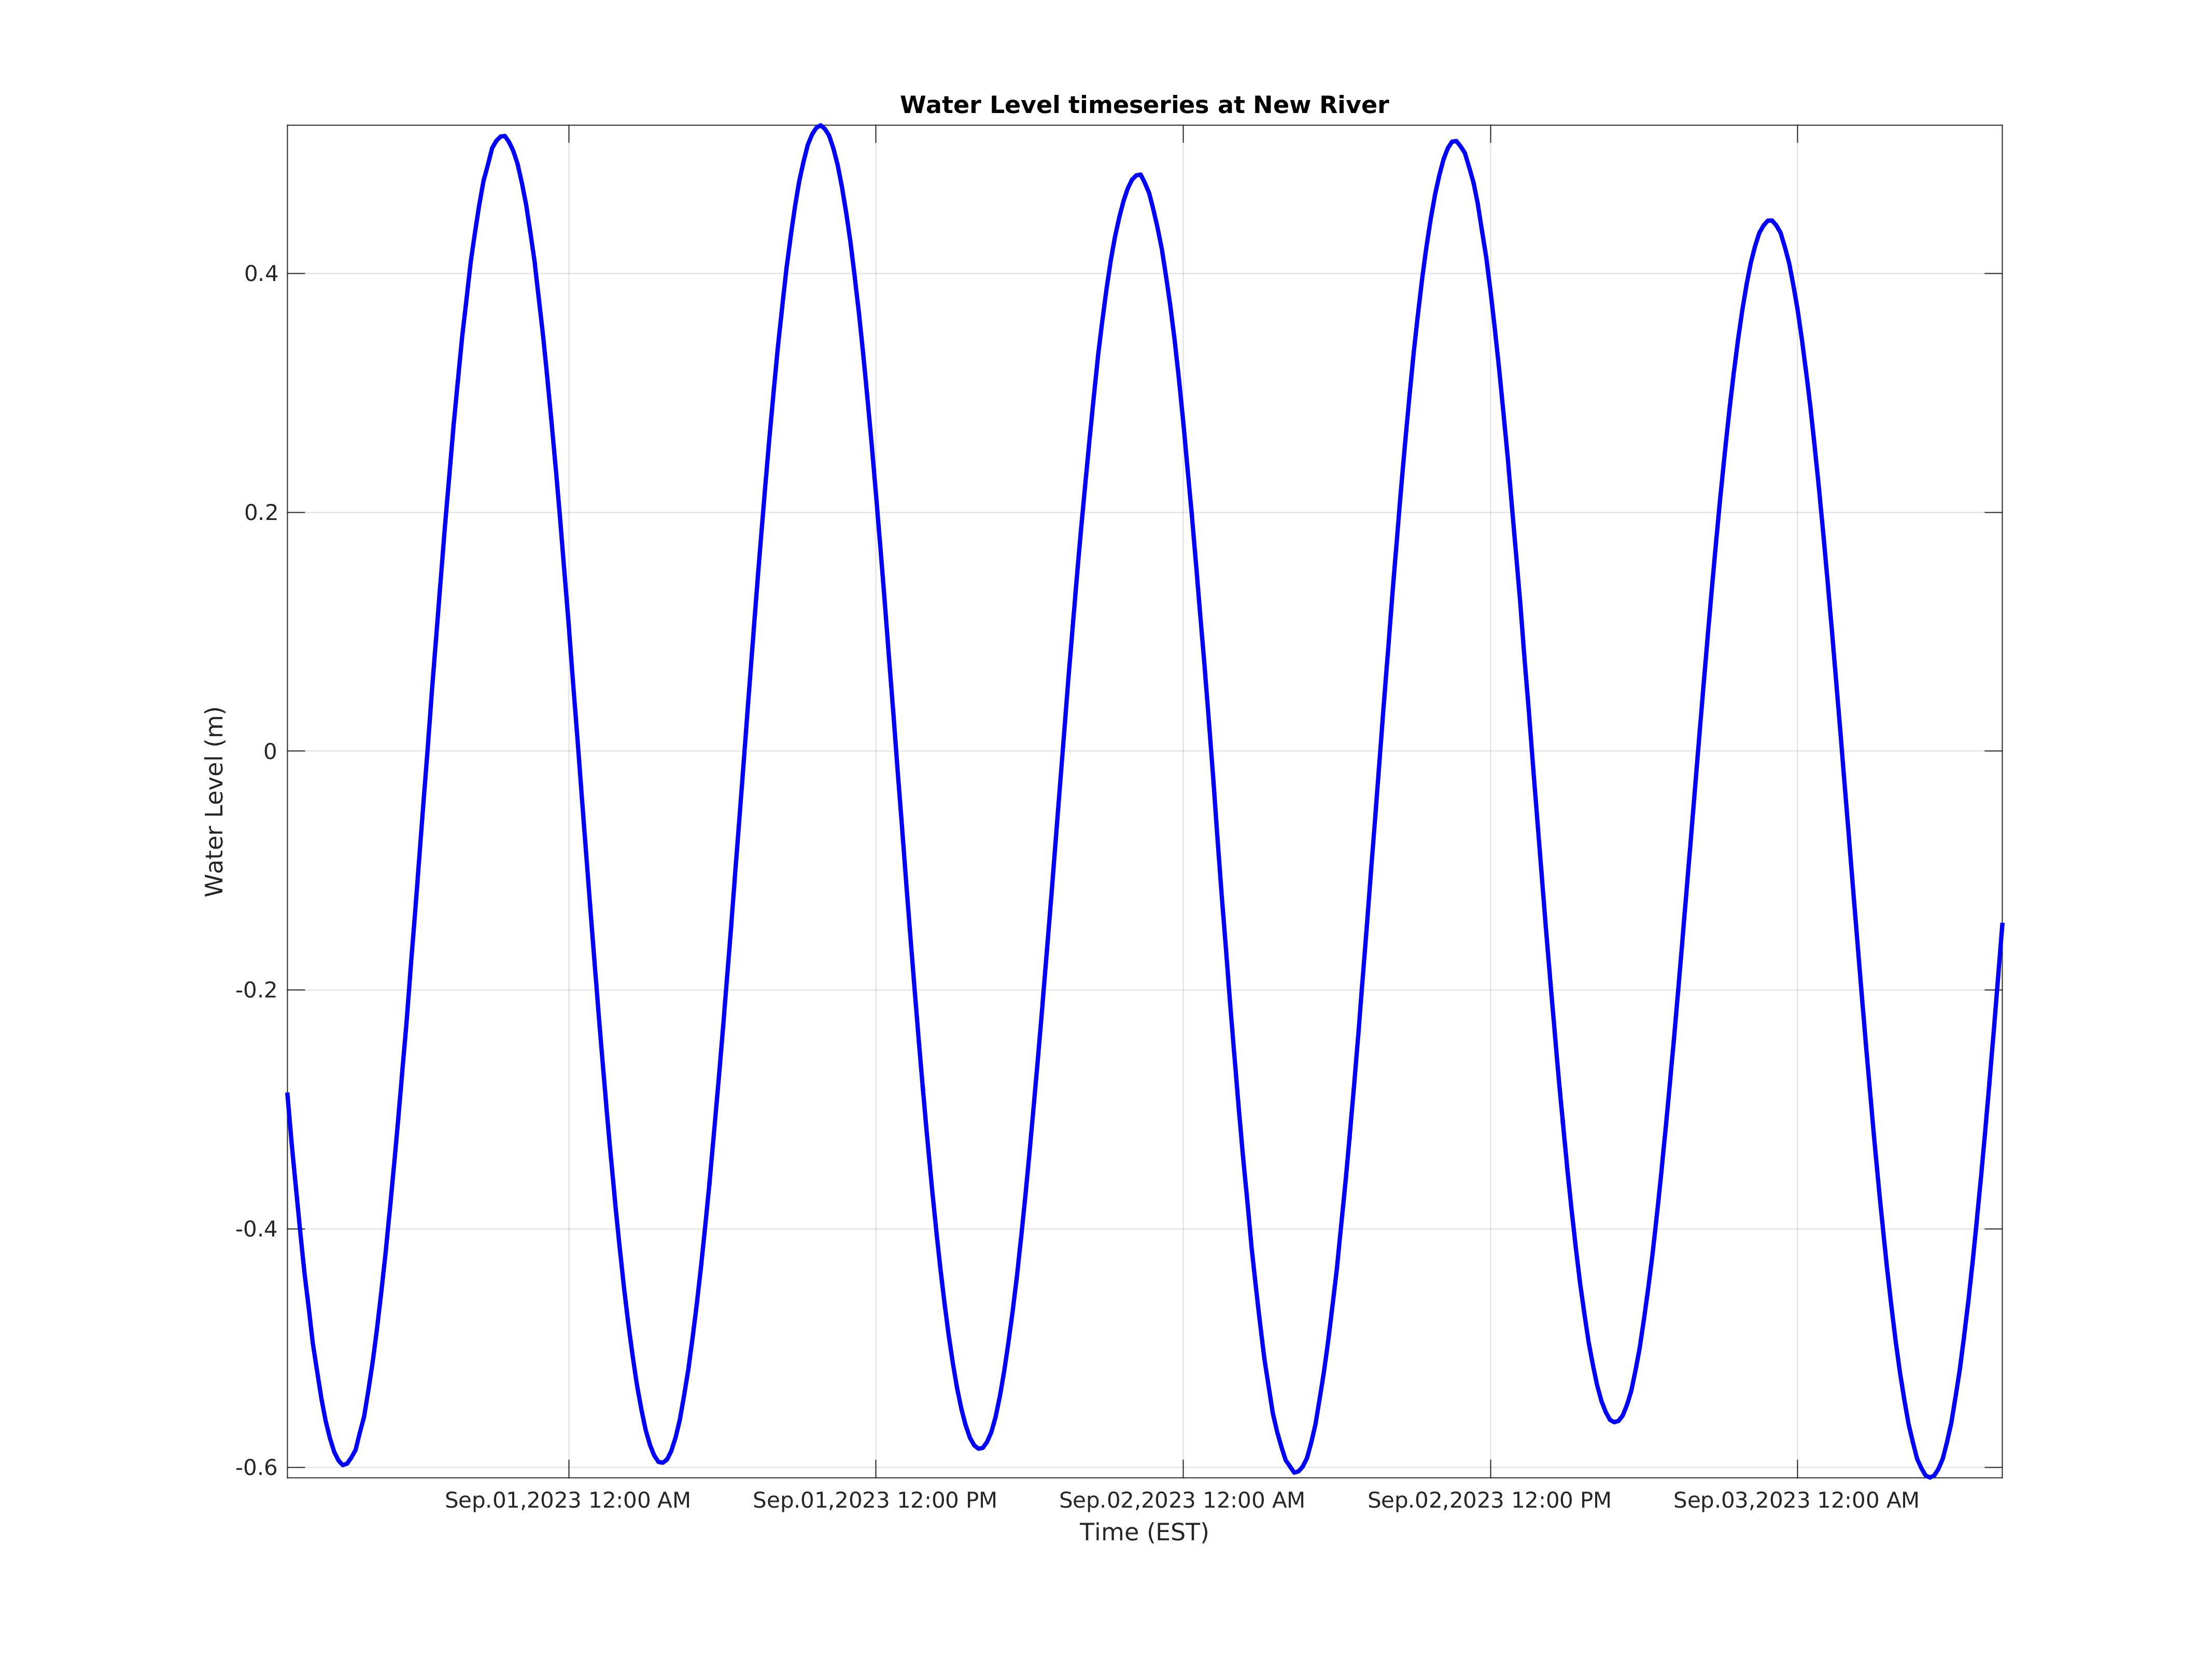 Water Level timeseries at New River
0.4
0.2
0
-0.2
-0.4
-0.6
Water Level (m)
Sep.01,2023 12:00 AM
Sep.01,2023 12:00 PM
Sep.02,2023 12:00 AM
Sep.02,2023 12:00 PM
Sep.03,2023 12:00 AM
Time (EST)